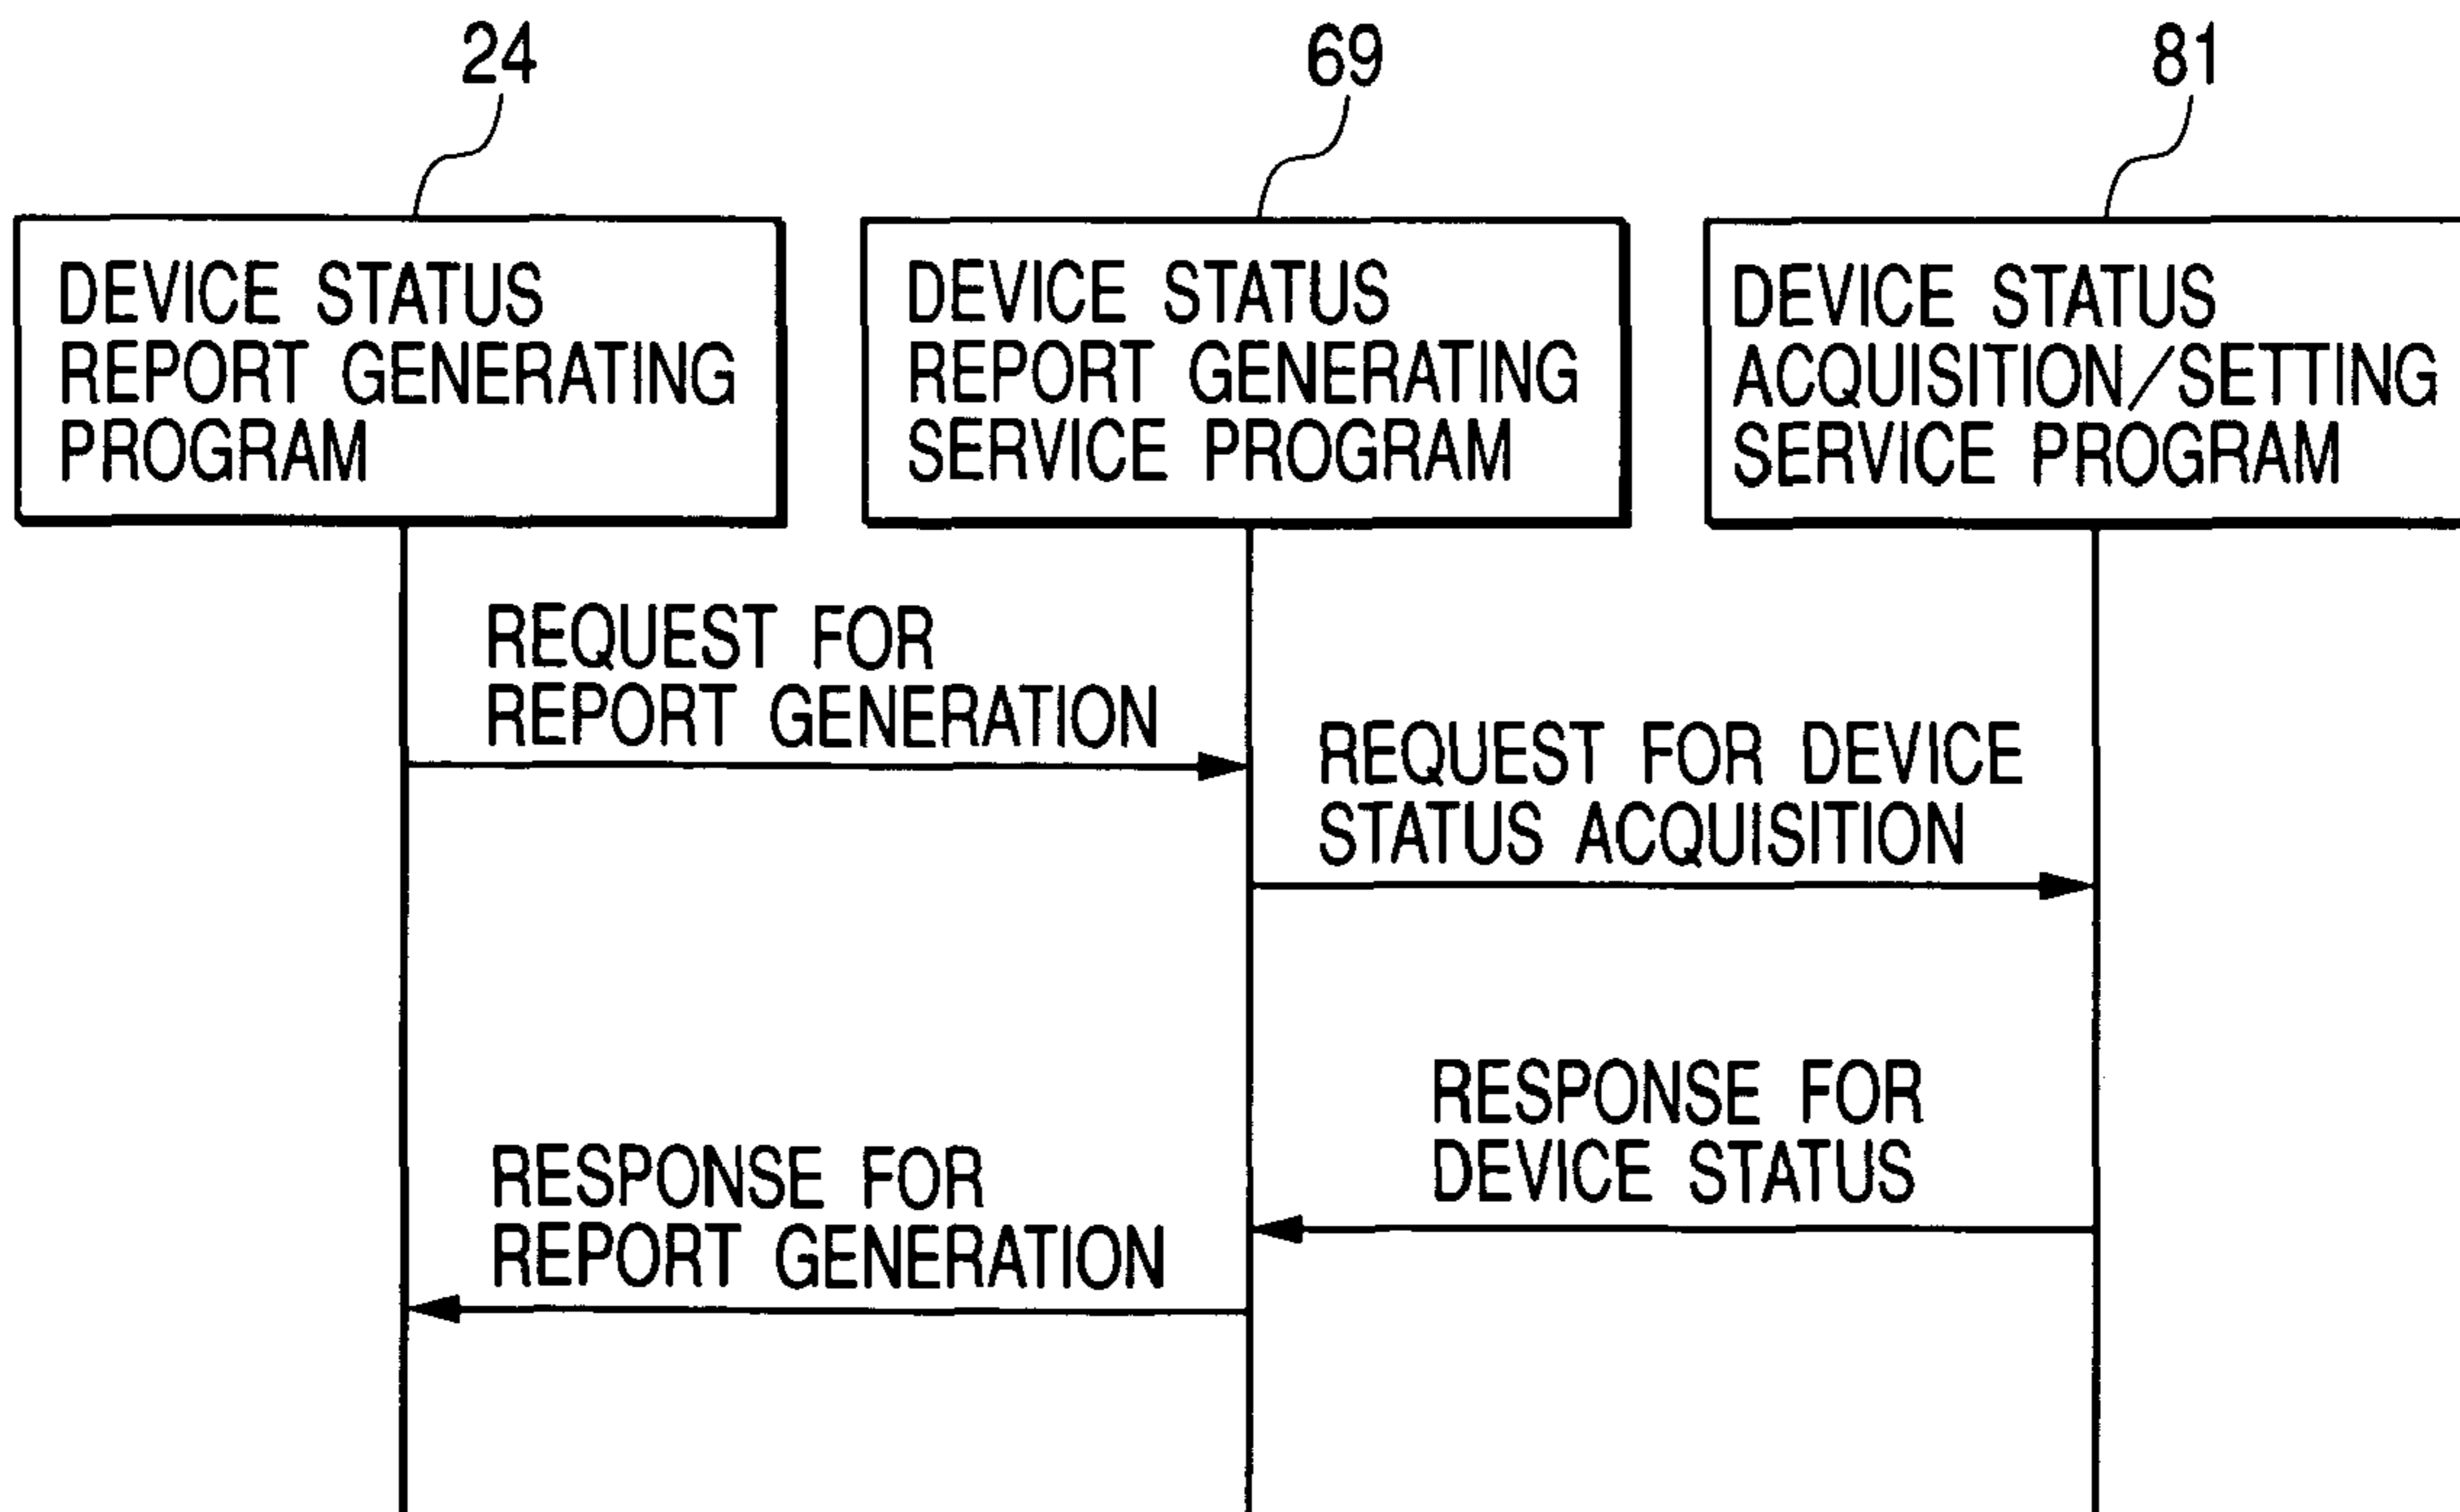 24
69
81
DEVICE STATUS
REPORT GENERATING
PROGRAM
DEVICE STATUS
REPORT GENERATING
SERVICE PROGRAM
DEVICE STATUS
ACQUISITION/SETTING
SERVICE PROGRAM
REQUEST FOR
REPORT GENERATION
REQUEST FOR DEVICE
STATUS ACQUISITION
RESPONSE FOR
DEVICE STATUS
RESPONSE FOR
REPORT GENERATION